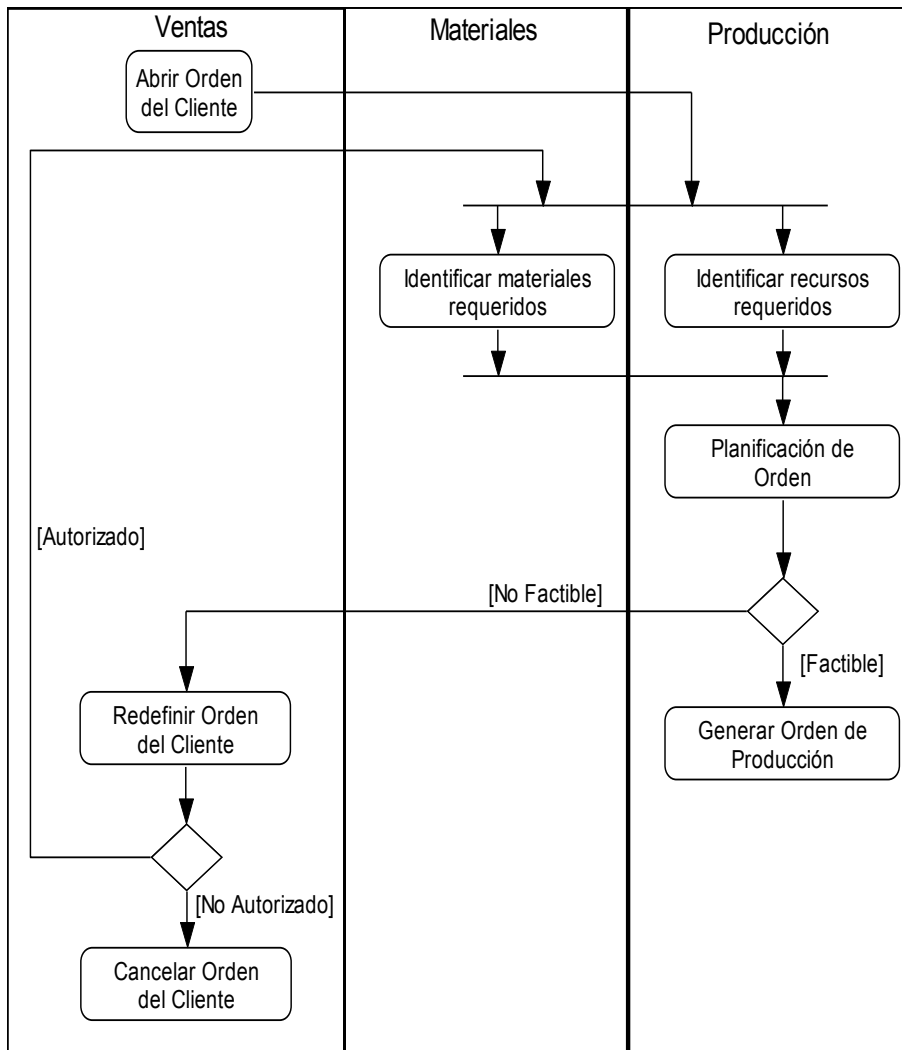 Ventas
Materiales
Producción
Abrir Orden
del Cliente
Identificar materiales
requeridos
Identificar recursos
requeridos
Planificación de
Orden
[Autorizado]
[No Factible]
[Factible]
Redefinir Orden
del Cliente
Generar Orden de
Producción
[No Autorizado]
Cancelar Orden
del Cliente